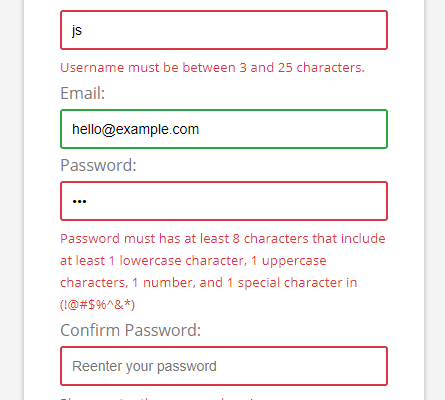 js
Username must be between 3 and 25 characters.
Email:
hello@example.com
Password:
•••
Password must has at least 8 characters that include
at least 1 lowercase character, 1 uppercase
characters, 1 number, and 1 special character in
(!@#$%^&*)
Confirm Password:
Reenter your password